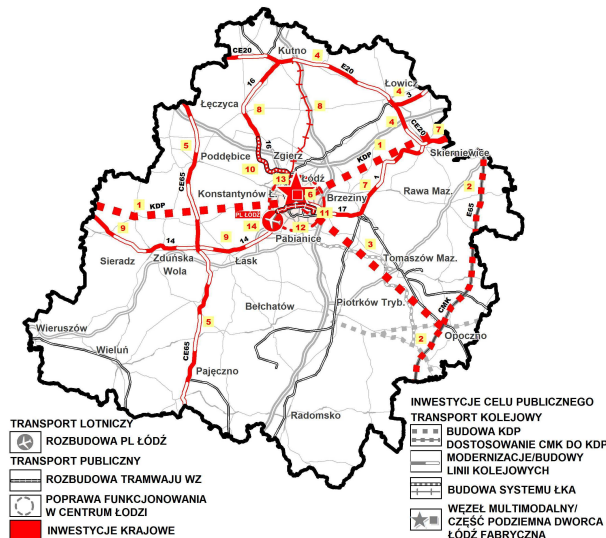 CE20
16
Kutno
4
E20
Łowicz
4
3
Łęczyca
8
8
4
CE20
7
5
Poddębice
16
Zgierz
1
KDP
Skierniewice
10
13
Łódź
2
CE65
Konstantynów Ł.
6
7
1
E65
1
KDP
Brzeziny
Rawa Maz.
PL ŁÓDŹ
11
17
9
14
12
3
14
9
14
Pabianice
Sieradz
Zduńska
Wola
Łask
Tomaszów Maz.
Bełchatów
Piotrków Tryb.
CMK
5
Wieruszów
2
Opoczno
Wieluń
CE65
Pajęczno
Radomsko
TRANSPORT LOTNICZY
ROZBUDOWA PL ŁÓDŹ
TRANSPORT PUBLICZNY
ROZBUDOWA TRAMWAJU WZ
POPRAWA FUNKCJONOWANIA
W CENTRUM ŁODZI
INWESTYCJE KRAJOWE
INWESTYCJE CELU PUBLICZNEGO
TRANSPORT KOLEJOWY
BUDOWA KDP
DOSTOSOWANIE CMK DO KDP
MODERNIZACJE/BUDOWY
LINII KOLEJOWYCH
BUDOWA SYSTEMU ŁKA
WĘZEŁ MULTIMODALNY/
CZĘŚĆ PODZIEMNA DWORCA
ŁÓDŹ FABRYCZNA